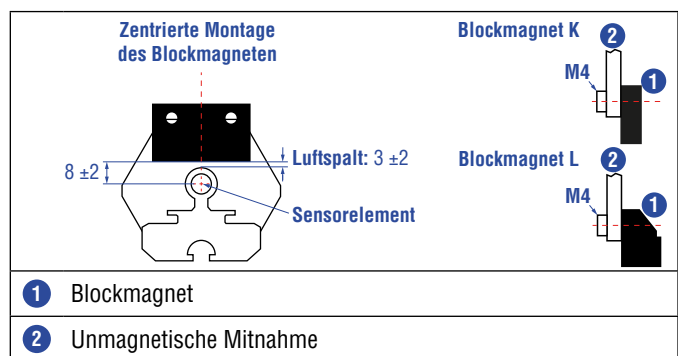 Zentrierte Montage
des Blockmagneten
8 ±2
Luftspalt: 3 ±2
Sensorelement
Blockmagnet K
2
M4
1
Blockmagnet L
2
M4
1
1 Blockmagnet
2 Unmagnetische Mitnahme